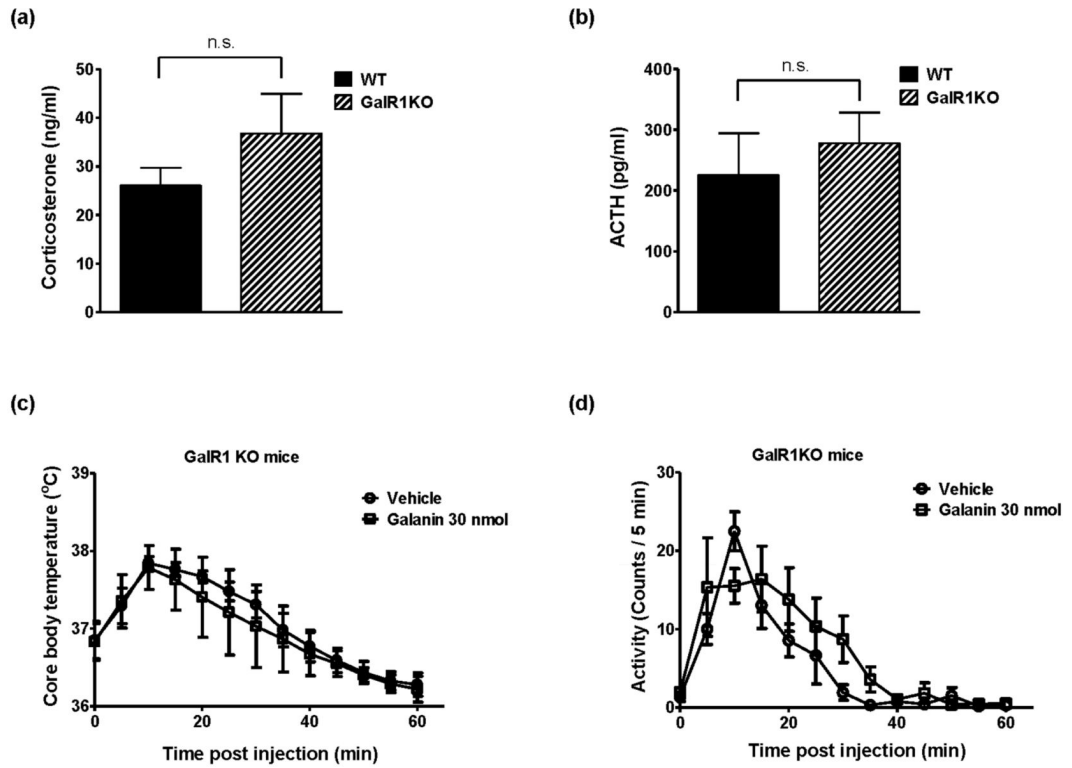 (a)
n.s.
WT
GalR1KO
Corticosterone (ng/ml)
50
40
30
20
10
0
(b)
n.s.
WT
GalR1KO
ACTH (pg/ml)
400
300
200
100
0
(c)
GalR1 KO mice
Vehicle
Galanin 30 nmol
Core body temperature (°C)
39
38
37
36
0
20
40
60
Time post injection (min)
(d)
GalR1KO mice
Vehicle
Galanin 30 nmol
Activity (Counts / 5 min)
30
20
10
0
0
20
40
60
Time post injection (min)